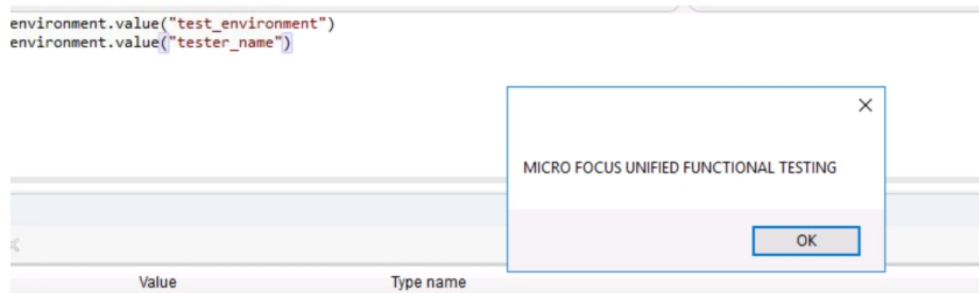 environment.value("test_environment")
environment.value("tester_name")
MICRO FOCUS UNIFIED FUNCTIONAL TESTING
OK
Value Type name